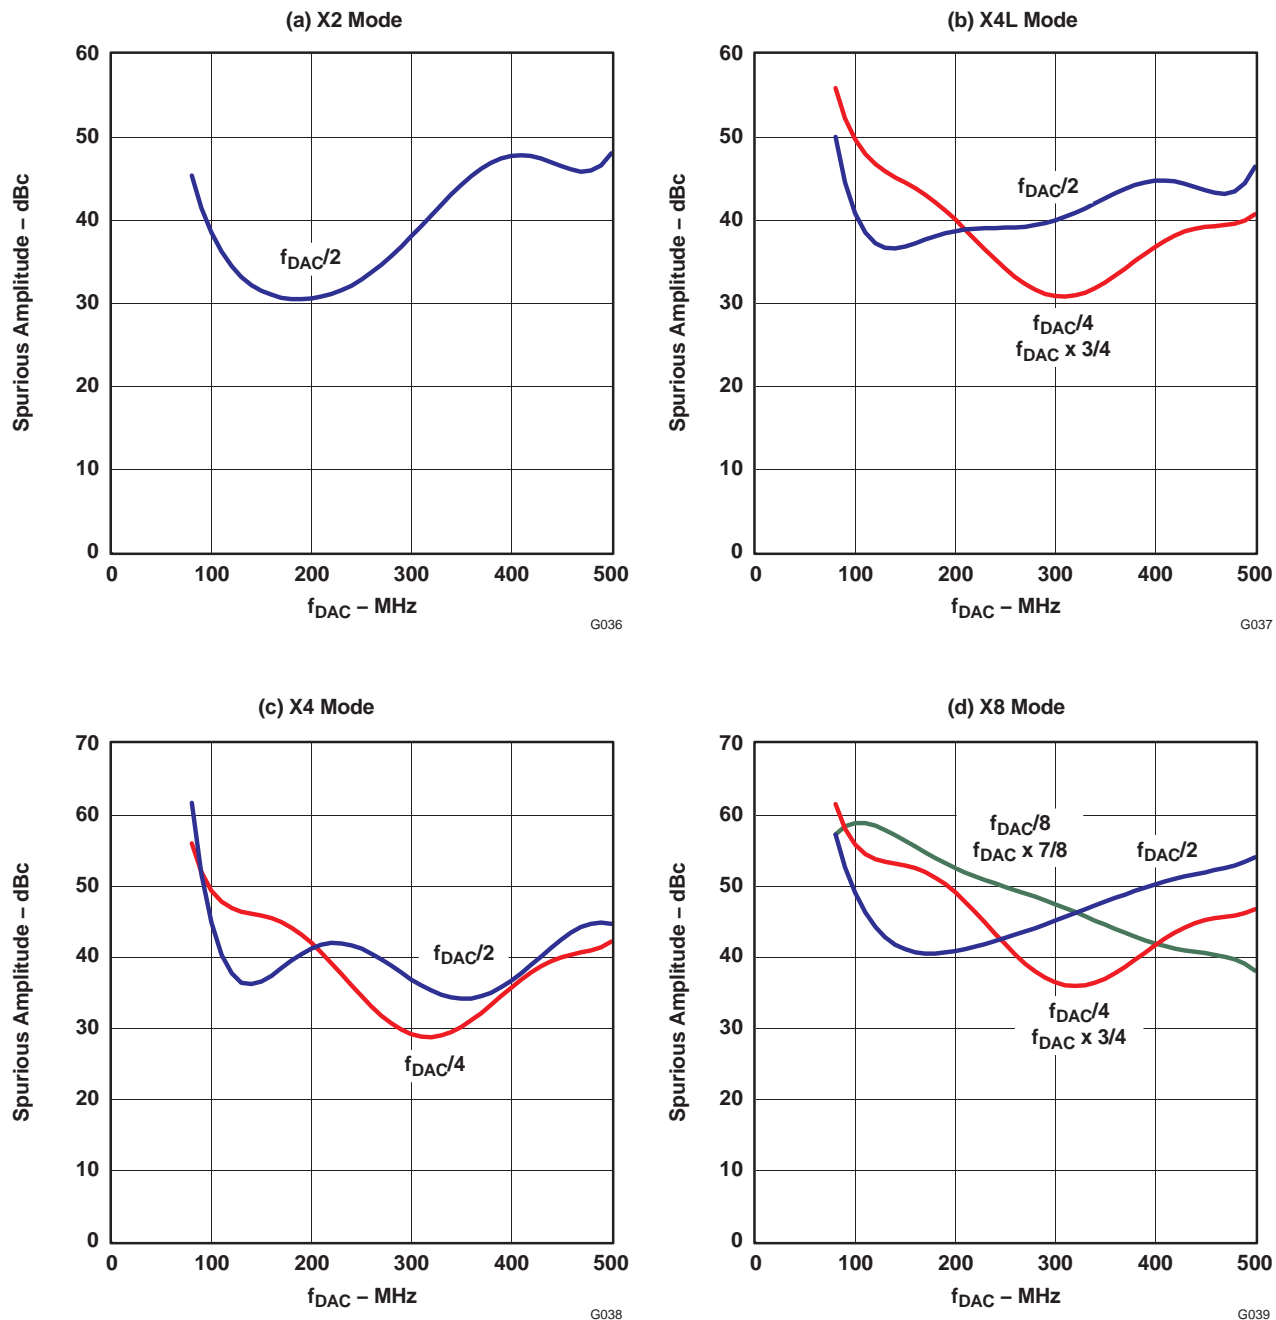 (a) X2 Mode
60
50
40
30
20
10
0
0 100 200 300 400 500
Spurious Amplitude – dBc
fDAC/2
fDAC – MHz
G036
(b) X4L Mode
60
50
40
30
20
10
0
0 100 200 300 400 500
Spurious Amplitude – dBc
fDAC/2
fDAC/4
fDAC x 3/4
fDAC – MHz
G037
(c) X4 Mode
70
60
50
40
30
20
10
0
0 100 200 300 400 500
Spurious Amplitude – dBc
fDAC/2
fDAC/4
fDAC – MHz
G038
(d) X8 Mode
70
60
50
40
30
20
10
0
0 100 200 300 400 500
Spurious Amplitude – dBc
fDAC/8
fDAC x 7/8
fDAC/2
fDAC/4
fDAC x 3/4
fDAC – MHz
G039